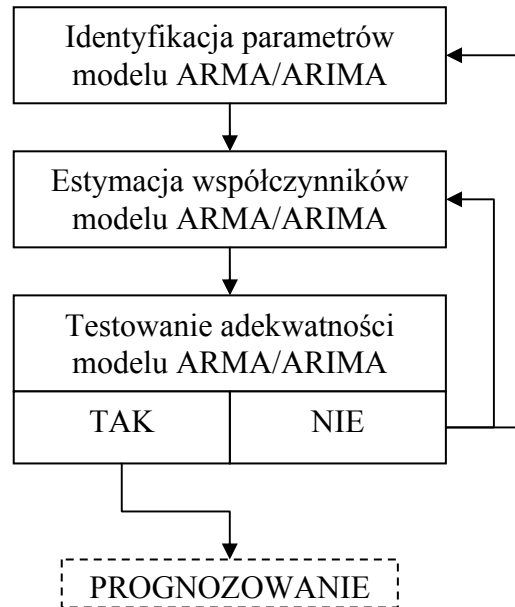 Identyfikacja parametrów
modelu ARMA/ARIMA
Estymacja współczynników
modelu ARMA/ARIMA
Testowanie adekwatności
modelu ARMA/ARIMA
TAK NIE
PROGNOZOWANIE